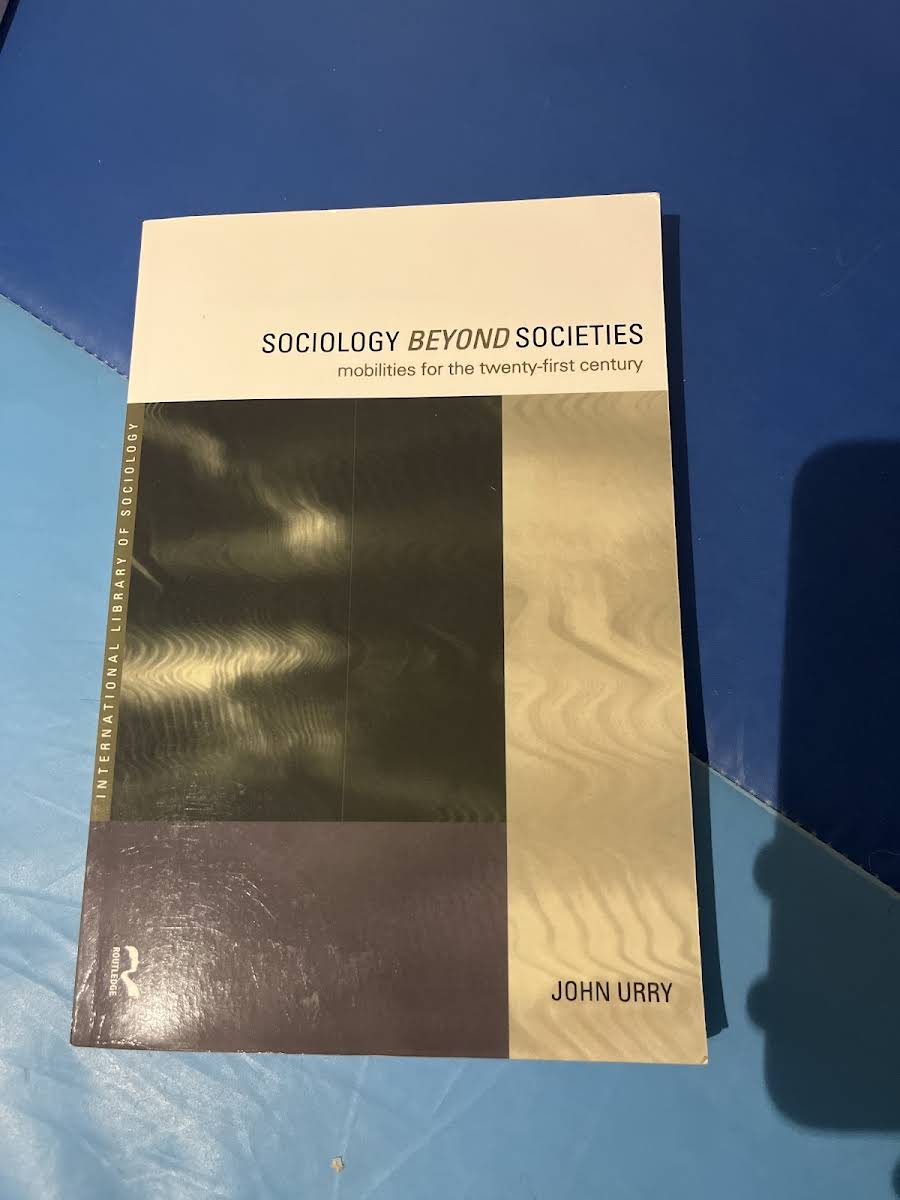 SOCIOLOGY BEYOND SOCIETIES
mobilities for the twenty-first century
INTERNATIONAL LIBRARY OF SOCIOLOGY
ROUTLEDGE
JOHN URRY